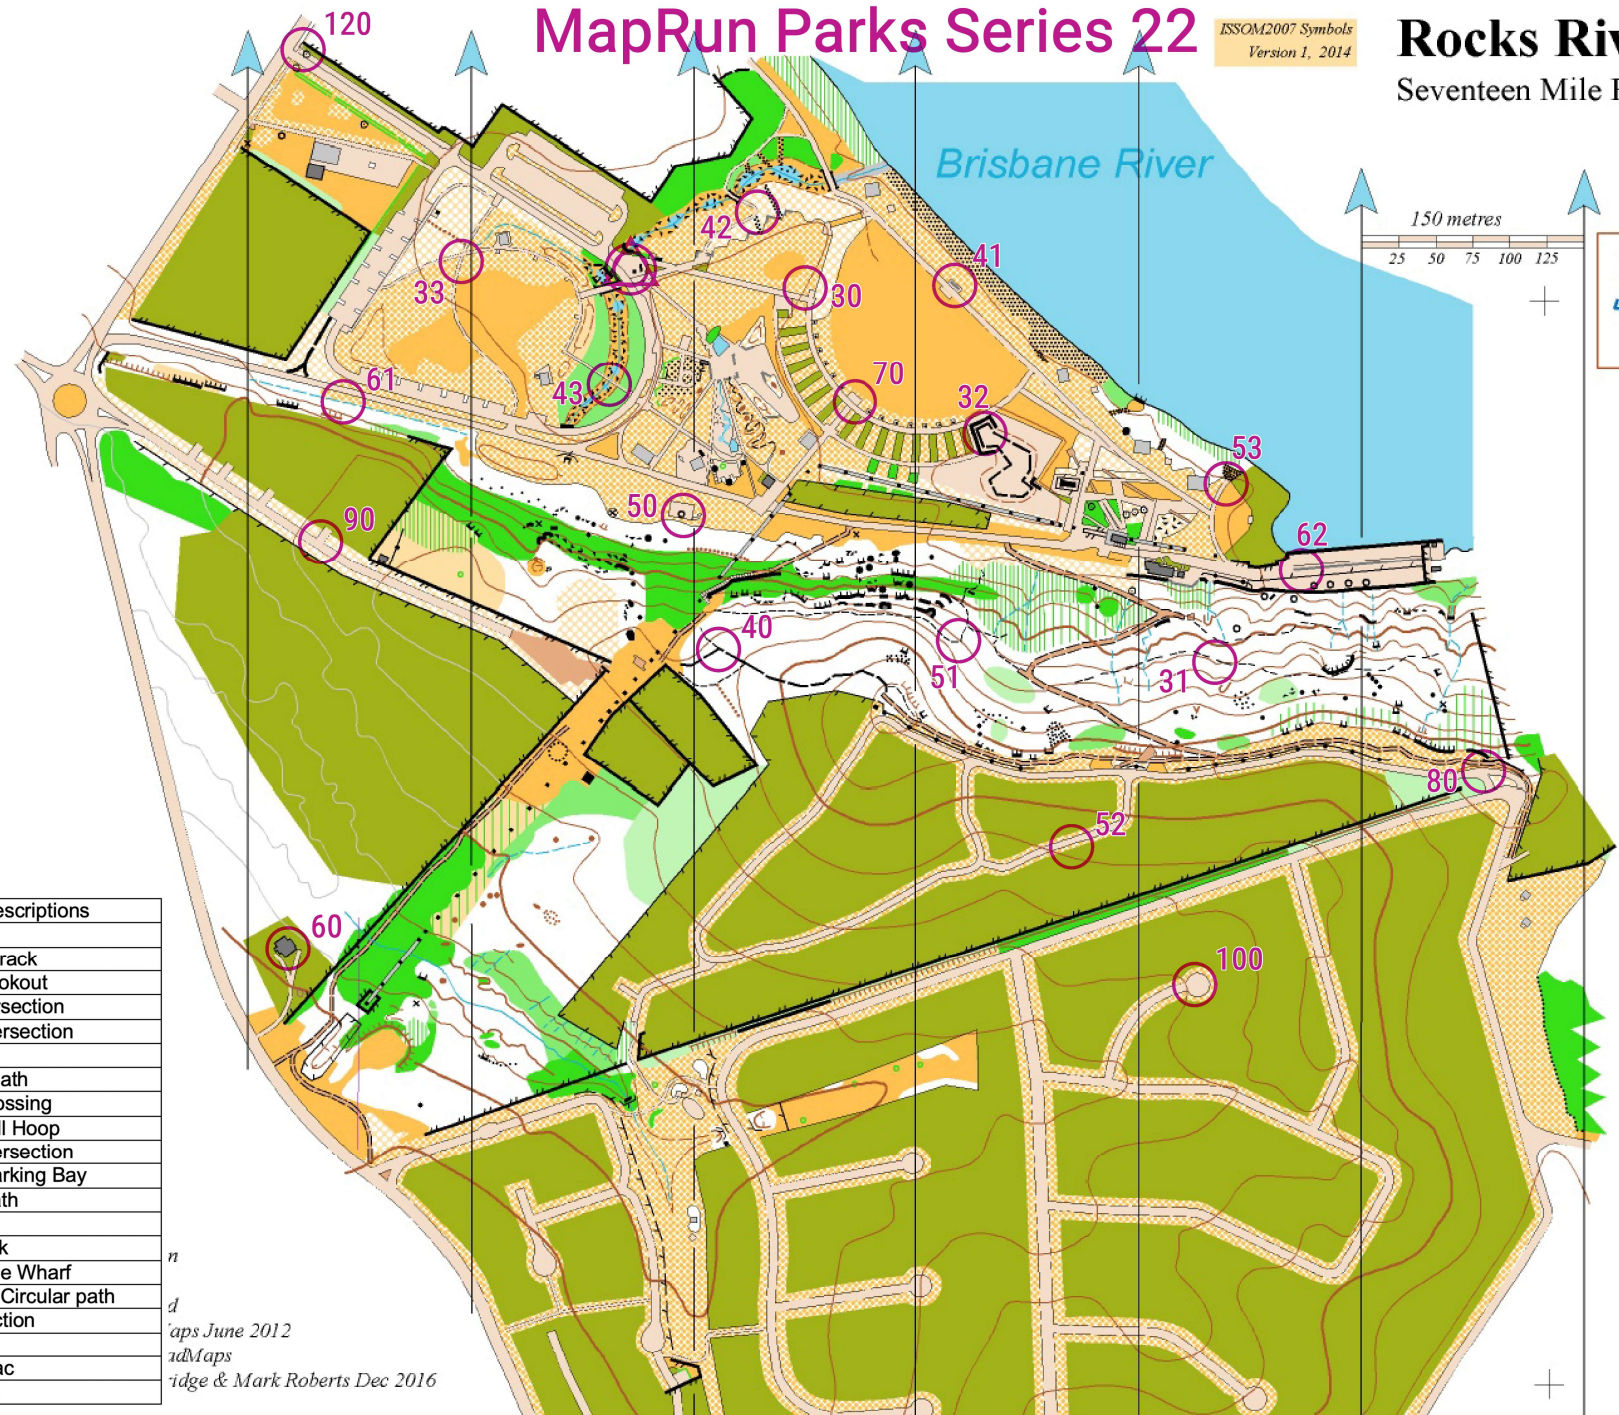 MapRun Parks Series 22
ISSOM2007 Symbols
Version 1, 2014
Rocks Riv
Seventeen Mile
Brisbane River
150 metres
25 50 75 100 125
120
42
41
33
30
61
43
70
32
53
50
90
62
40
51
31
80
52
60
100
escriptions
rack
okout
rsection
ersection
ath
ossing
ll Hoop
ersection
arking Bay
ath
k
e Wharf
Circular path
ction
ac
n
d
aps June 2012
adMaps
idge & Mark Roberts Dec 2016